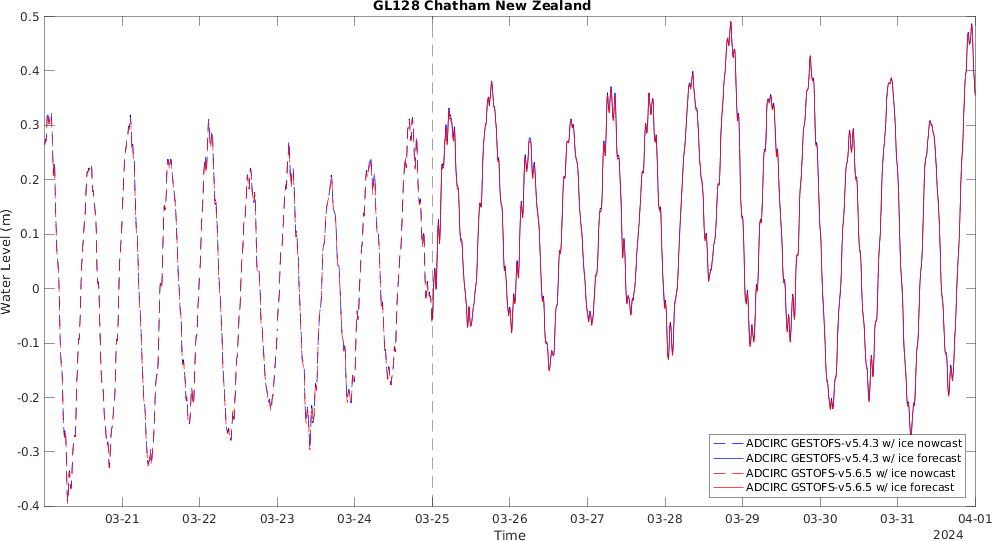 GL128 Chatham New Zealand
0.5
0.4
0.3
0.2
0.1
0
-0.1
-0.2
-0.3
-0.4
Water Level (m)
ADCIRC GESTOFS-v5.4.3 w/ ice nowcast
ADCIRC GESTOFS-v5.4.3 w/ ice forecast
ADCIRC GSTOFS-v5.6.5 w/ ice nowcast
ADCIRC GSTOFS-v5.6.5 w/ ice forecast
03-21 03-22 03-23 03-24 03-25 03-26 03-27 03-28 03-29 03-30 03-31 04-01
Time
2024